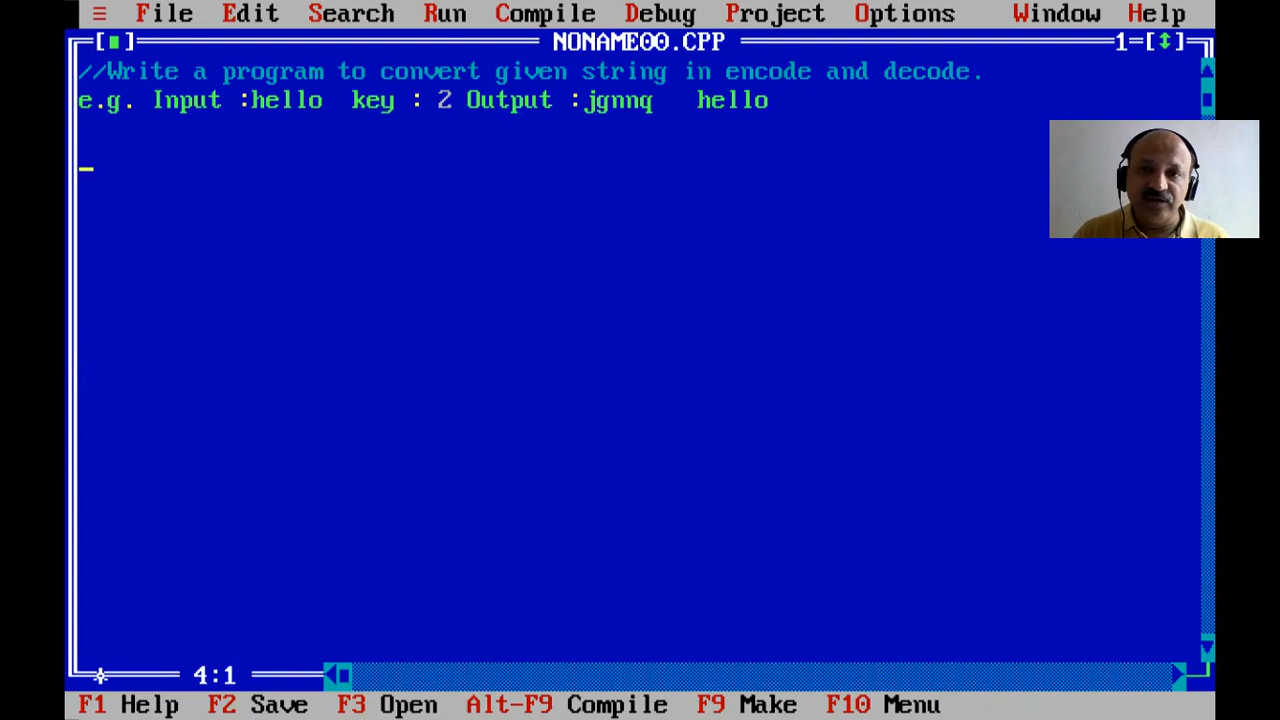 ≡ File Edit Search Run Compile Debug Project Options Window Help
[■] NONAME00.CPP 1=[↕]
//Write a program to convert given string in encode and decode.
e.g. Input :hello key : 2 Output :jgnnq hello
* 4:1
F1 Help F2 Save F3 Open Alt-F9 Compile F9 Make F10 Menu